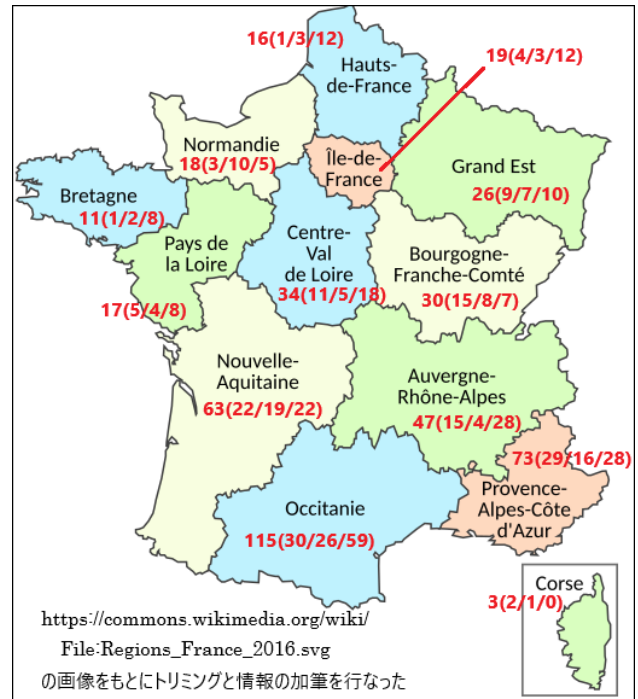 16(1/3/12)
Hauts-
de-France
19(4/3/12)
Normandie
18(3/10/5)
Île-de-
France
Grand Est
26(9/7/10)
Bretagne
11(1/2/8)
Pays de
la Loire
17(5/4/8)
Centre-
Val
de Loire
34(11/5/18)
Bourgogne-
Franche-Comté
30(15/8/7)
Nouvelle-
Aquitaine
63(22/19/22)
Auvergne-
Rhône-Alpes
47(15/4/28)
73(29/16/28)
Provence-
Alpes-Côte
d'Azur
Occitanie
115(30/26/59)
Corse
3(2/1/0)
https://commons.wikimedia.org/wiki/
File:Regions_France_2016.svg
の画像をもとにトリミングと情報の加筆を行なった